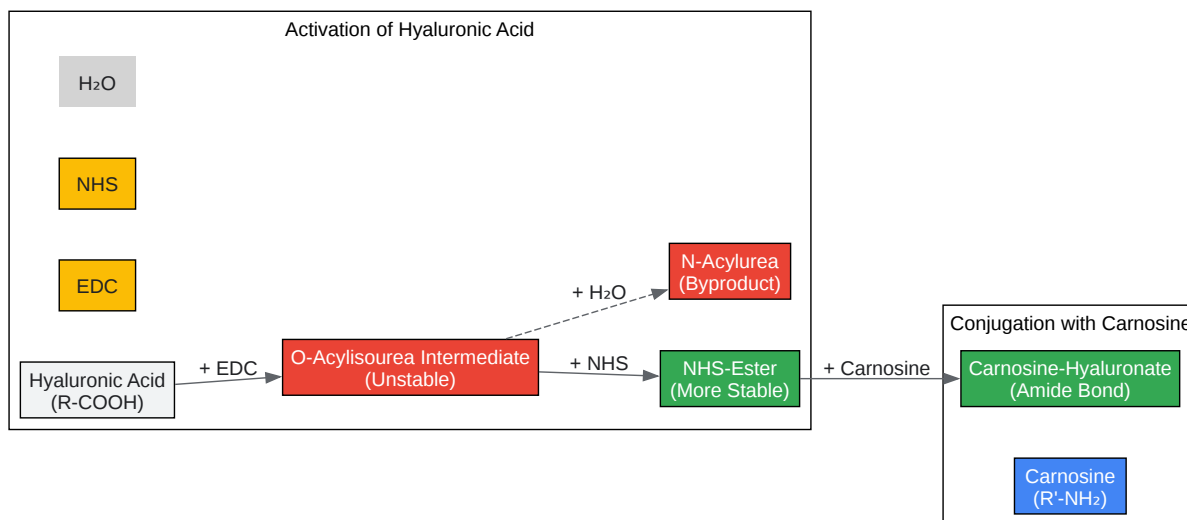 Activation of Hyaluronic Acid
H₂O
NHS
EDC
Hyaluronic Acid
(R-COOH)
+ EDC
O-Acylisourea Intermediate
(Unstable)
+ H₂O
N-Acylurea
(Byproduct)
+ NHS
NHS-Ester
(More Stable)
+ Carnosine
Conjugation with Carnosine
Carnosine-Hyaluronate
(Amide Bond)
Carnosine
(R'-NH₂)